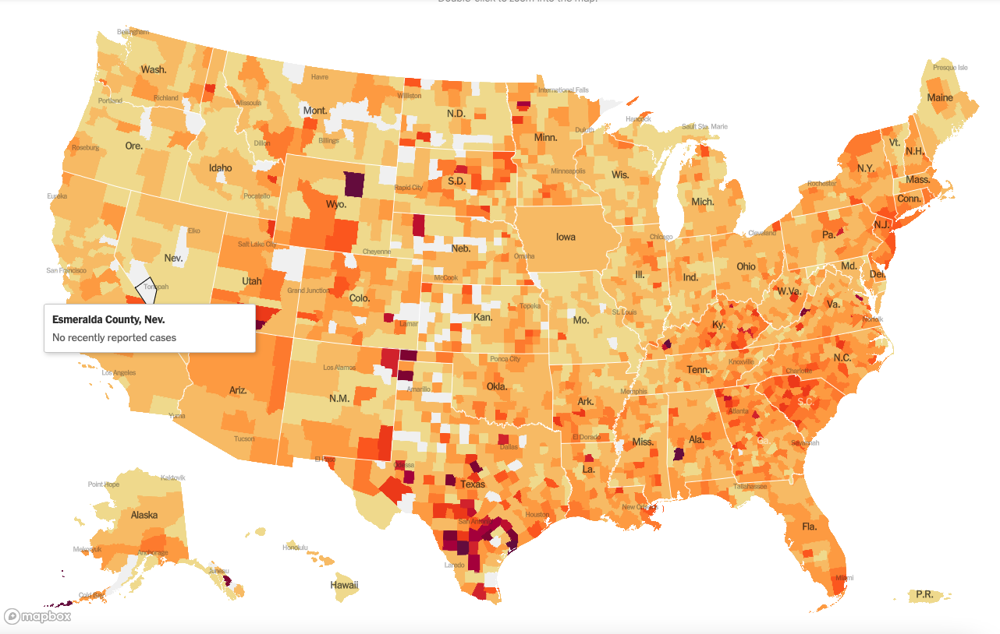 Double-click to zoom into the map.
Bellingham
Wash.
Havre
Presque Isle
Portland
Richland
Missoula
Mont.
Williston
N.D.
International Falls
Maine
Hancock
Sault Ste. Marie
Duluth
Minn.
Roseburg
Ore.
Idaho
Dillon
Billings
Vt.
N.H.
Minneapolis
Wis.
N.Y.
Mass.
Eureka
Pocatello
Rapid City
S.D.
Rochester
Conn.
Wyo.
Mich.
Elko
Salt Lake City
Cheyenne
Neb.
Iowa
Chicago
Cleveland
Pa.
N.J.
Nev.
Omaha
Ohio
Md.
Del.
San Francisco
Tonopah
Utah
Grand Junction
Colo.
McCook
Ill.
Ind.
W.Va.
Va.
Esmeralda County, Nev.
No recently reported cases
Lamar
Kan.
Topeka
Mo.
St. Louis
Ky.
Norfolk
Los Angeles
Los Alamos
Ponca City
Knoxville
N.C.
Tenn.
Charlotte
Ariz.
N.M.
Amarillo
Okla.
Ark.
Memphis
S.C.
Atlanta
Yuma
Tucson
El Paso
Odessa
Dallas
El Dorado
Miss.
Ala.
Ga.
Savannah
La.
Texas
Tallahassee
Point Hope
Kaktovik
Alaska
San Antonio
Houston
New Orleans
Fla.
Mekoryuk
Anchorage
Honolulu
Laredo
Juneau
Hawaii
Miami
Cold Bay
P.R.
mapbox